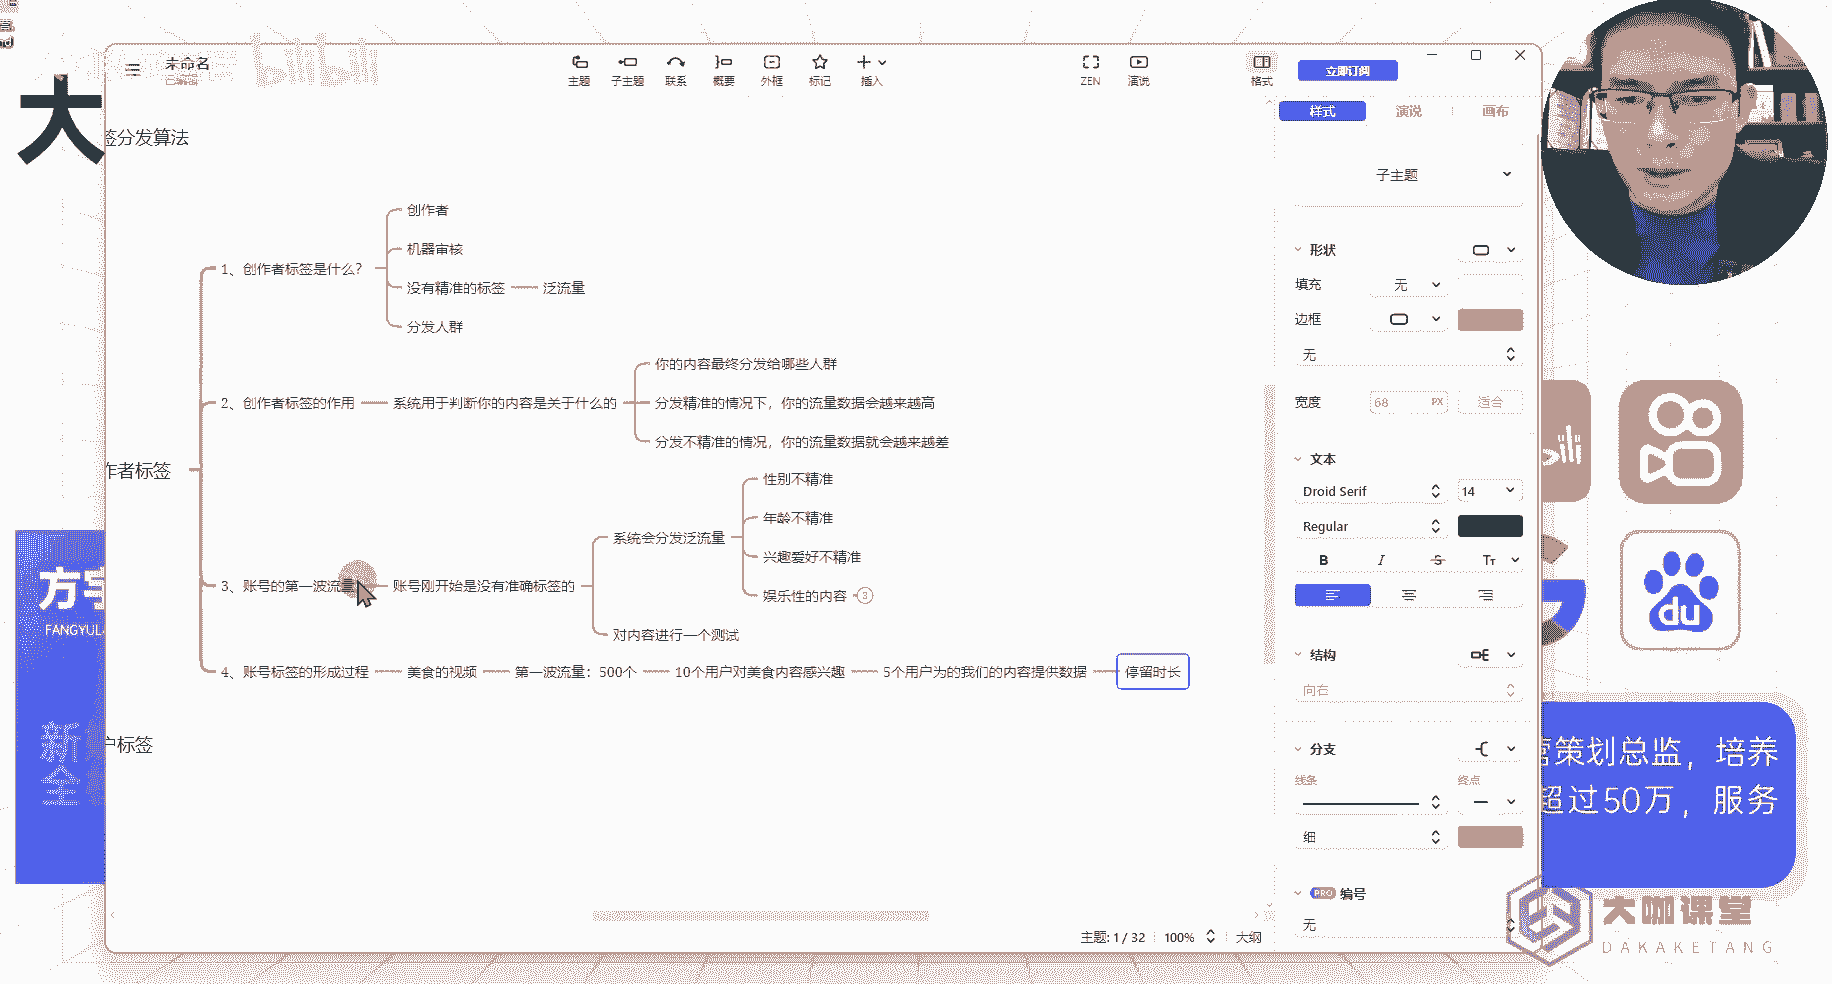 未命名
已编辑
bilibili
主题
子主题
联系
概要
外框
标记
插入
ZEN
演说
格式
立即订阅
大
签分发算法
样式
演说
画布
子主题
创作者
机器审核
1、创作者标签是什么?
没有精准的标签
泛流量
分发人群
形状
填充
无
边框
无
你的内容最终分发给哪些人群
2、创作者标签的作用
系统用于判断你的内容是关于什么的
分发精准的情况下，你的流量数据会越来越高
分发不精准的情况，你的流量数据就会越来越差
宽度
68
PX
适合
作者标签
性别不精准
年龄不精准
系统会分发泛流量
兴趣爱好不精准
3、账号的第一波流量
账号刚开始是没有准确标签的
娱乐性的内容
3
对内容进行一个测试
4、账号标签的形成过程
美食的视频
第一波流量：500个
10个用户对美食内容感兴趣
5个用户为的我们的内容提供数据
停留时长
户标签
文本
Droid Serif
14
Regular
B
I
S
TT
结构
向右
分支
线条
终点
细
PRO
编号
无
主题: 1 / 32
100%
大纲
方宇
FANGYUL
新
全
du
营策划总监，培养
超过50万，服务
大咖课堂
DAKAKETANG